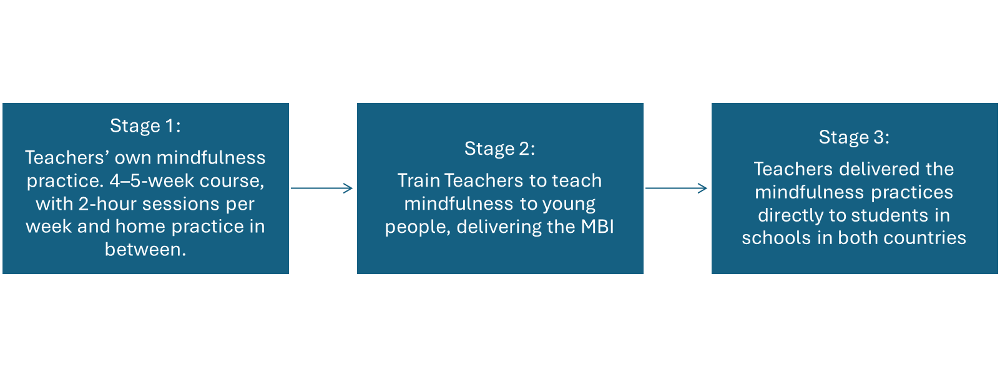 Stage 1:
Teachers’ own mindfulness
practice. 4–5-week course,
with 2-hour sessions per
week and home practice in
between.
Stage 2:
Train Teachers to teach
mindfulness to young
people, delivering the MBI
Stage 3:
Teachers delivered the
mindfulness practices
directly to students in
schools in both countries